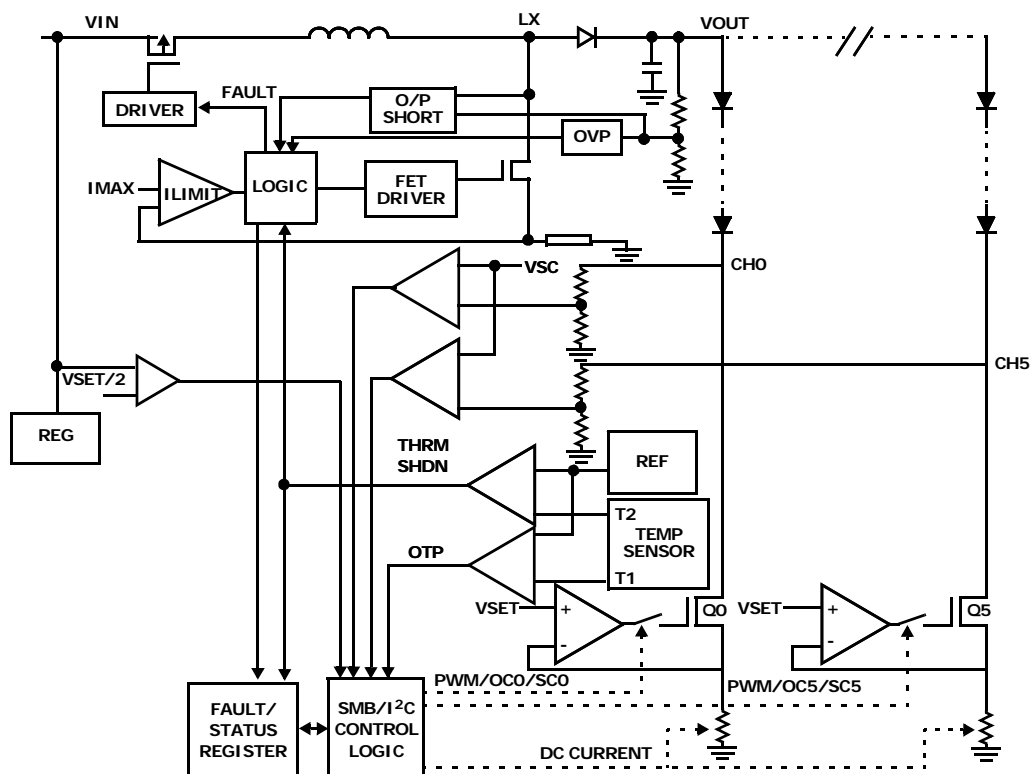 VIN
LX
VOUT
FAULT
DRIVER
O/P
SHORT
OVP
IMAX
ILIMIT
LOGIC
FET
DRIVER
VSC
CH0
CH5
VSET/2
REG
THRM
SHDN
REF
T2
TEMP
SENSOR
T1
OTP
VSET
+
-
Q0
VSET
+
-
Q5
PWM/OC0/SC0
PWM/OC5/SC5
FAULT/
STATUS
REGISTER
SMB/I²C
CONTROL
LOGIC
DC CURRENT